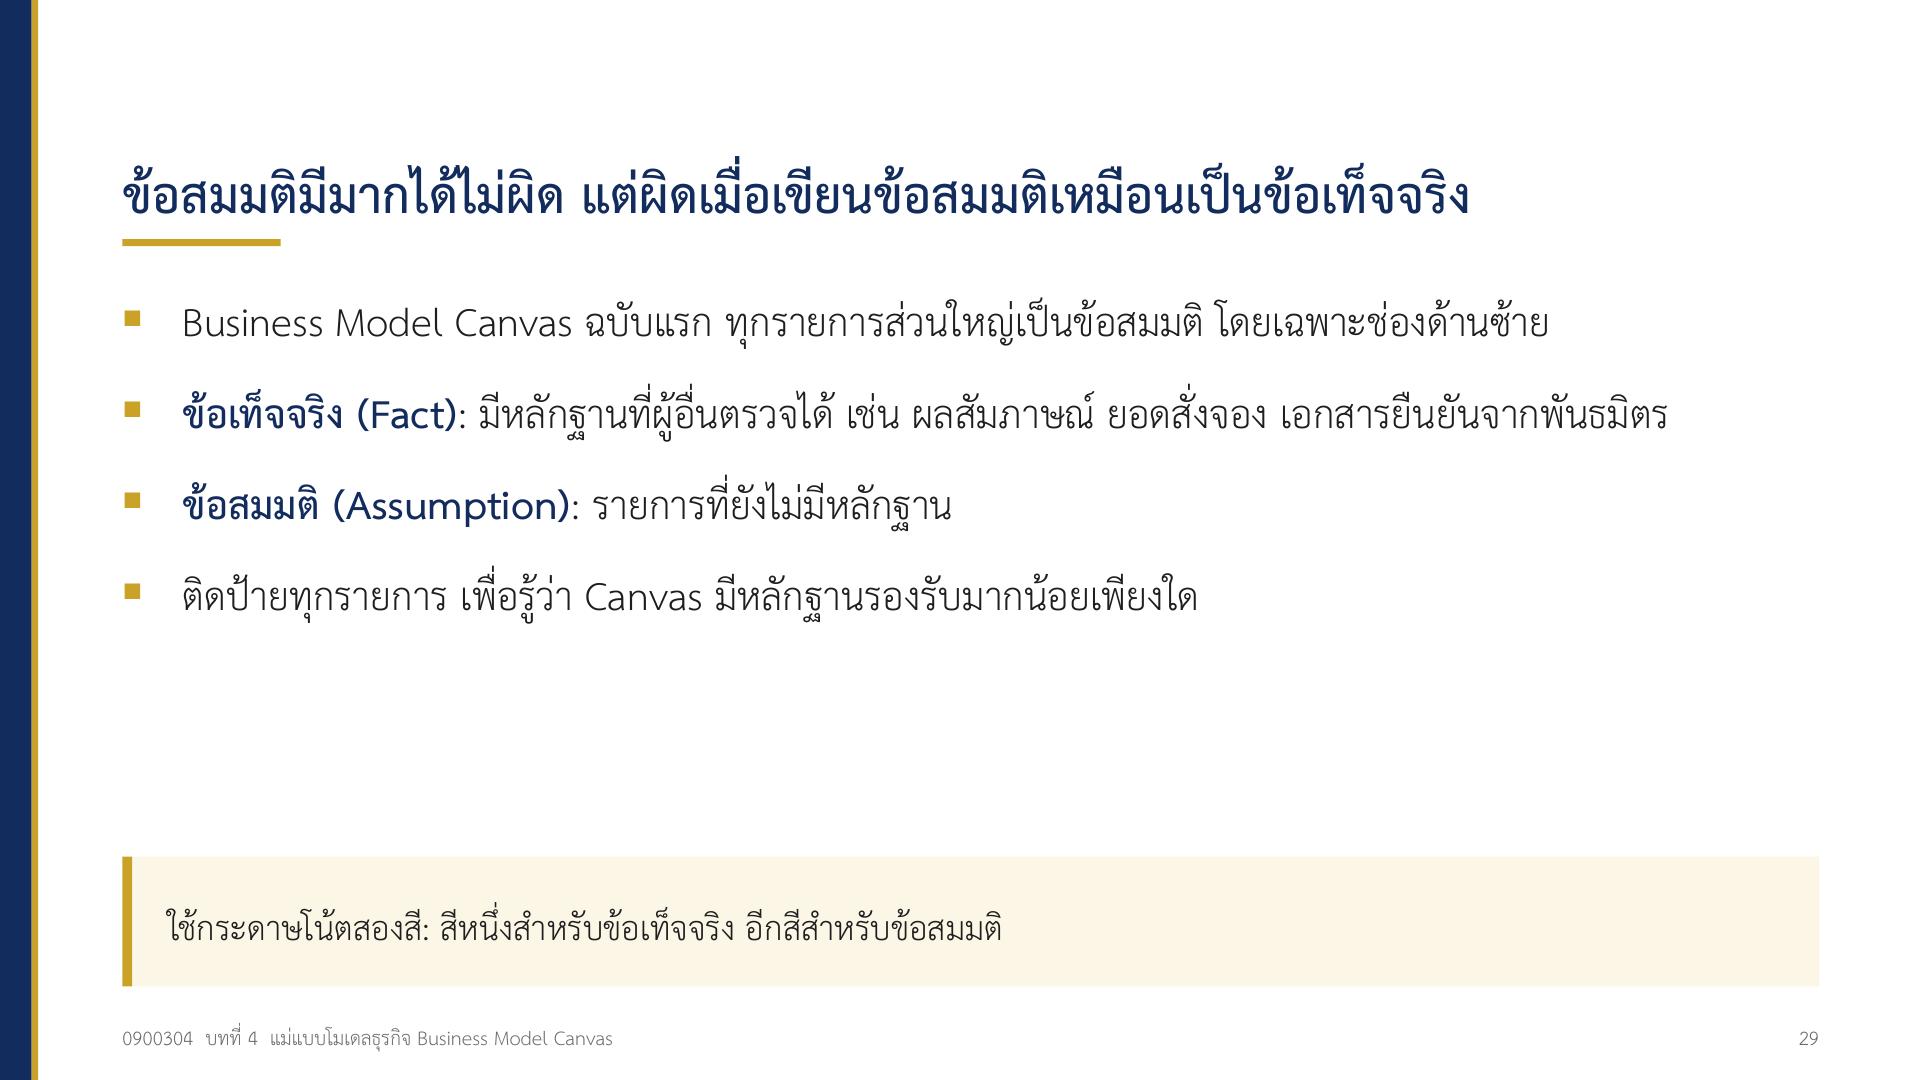 ข้อสมมติมีมากได้ไม่ผิด แต่ผิดเมื่อเขียนข้อสมมติเหมือนเป็นข้อเท็จจริง
Business Model Canvas ฉบับแรก ทุกรายการส่วนใหญ่เป็นข้อสมมติ โดยเฉพาะช่องด้านซ้าย
ข้อเท็จจริง (Fact): มีหลักฐานที่ผู้อื่นตรวจได้ เช่น ผลสัมภาษณ์ ยอดสั่งจอง เอกสารยืนยันจากพันธมิตร
ข้อสมมติ (Assumption): รายการที่ยังไม่มีหลักฐาน
ติดป้ายทุกรายการ เพื่อรู้ว่า Canvas มีหลักฐานรองรับมากน้อยเพียงใด
ใช้กระดาษโน้ตสองสี: สีหนึ่งสำหรับข้อเท็จจริง อีกสีสำหรับข้อสมมติ
0900304 บทที่ 4 แม่แบบโมเดลธุรกิจ Business Model Canvas
29